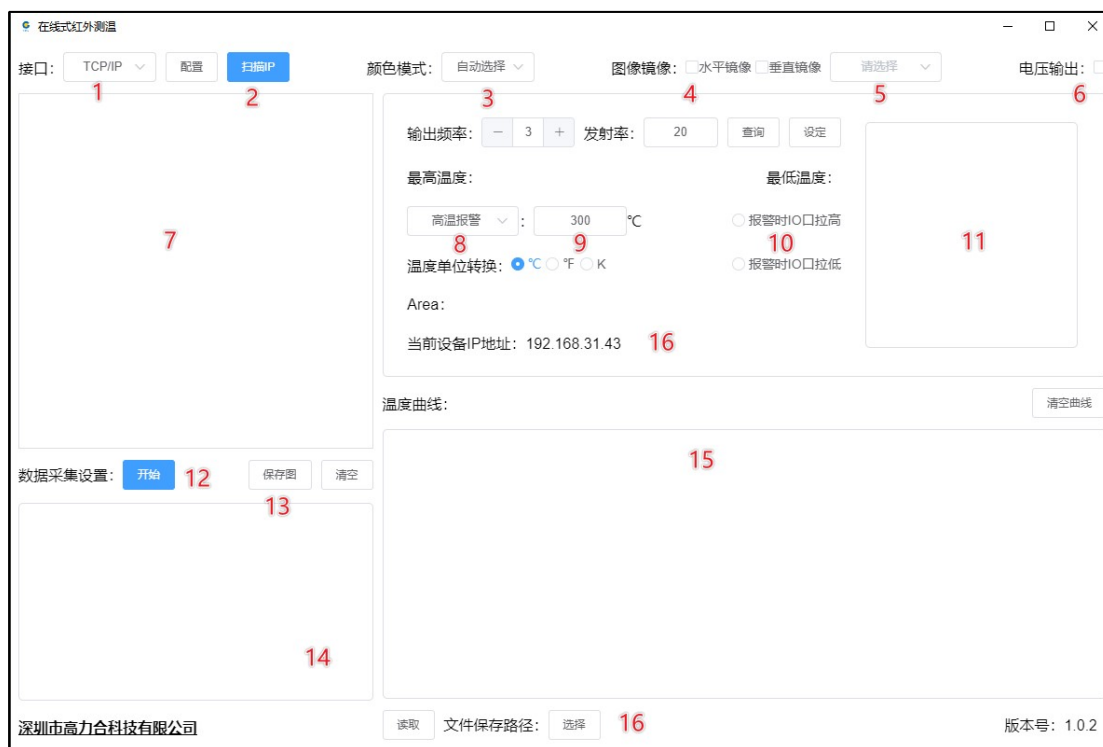 在线式红外测温
接口： TCP/IP 配置 扫描IP 颜色模式： 自动选择 图像镜像： 水平镜像 垂直镜像 请选择 电压输出：
1 2 3 4 5 6
输出频率： － 3 ＋ 发射率： 20 查询 设定
最高温度： 最低温度：
高温报警 ： 300 ℃ 报警时IO口拉高
7 8 9 10 11
温度单位转换： ℃ ℉ K 报警时IO口拉低
Area：
当前设备IP地址：192.168.31.43 16
温度曲线： 清空曲线
15
数据采集设置： 开始 12 保存图 清空
13
14
深圳市高力合科技有限公司 读取 文件保存路径： 选择 16 版本号：1.0.2